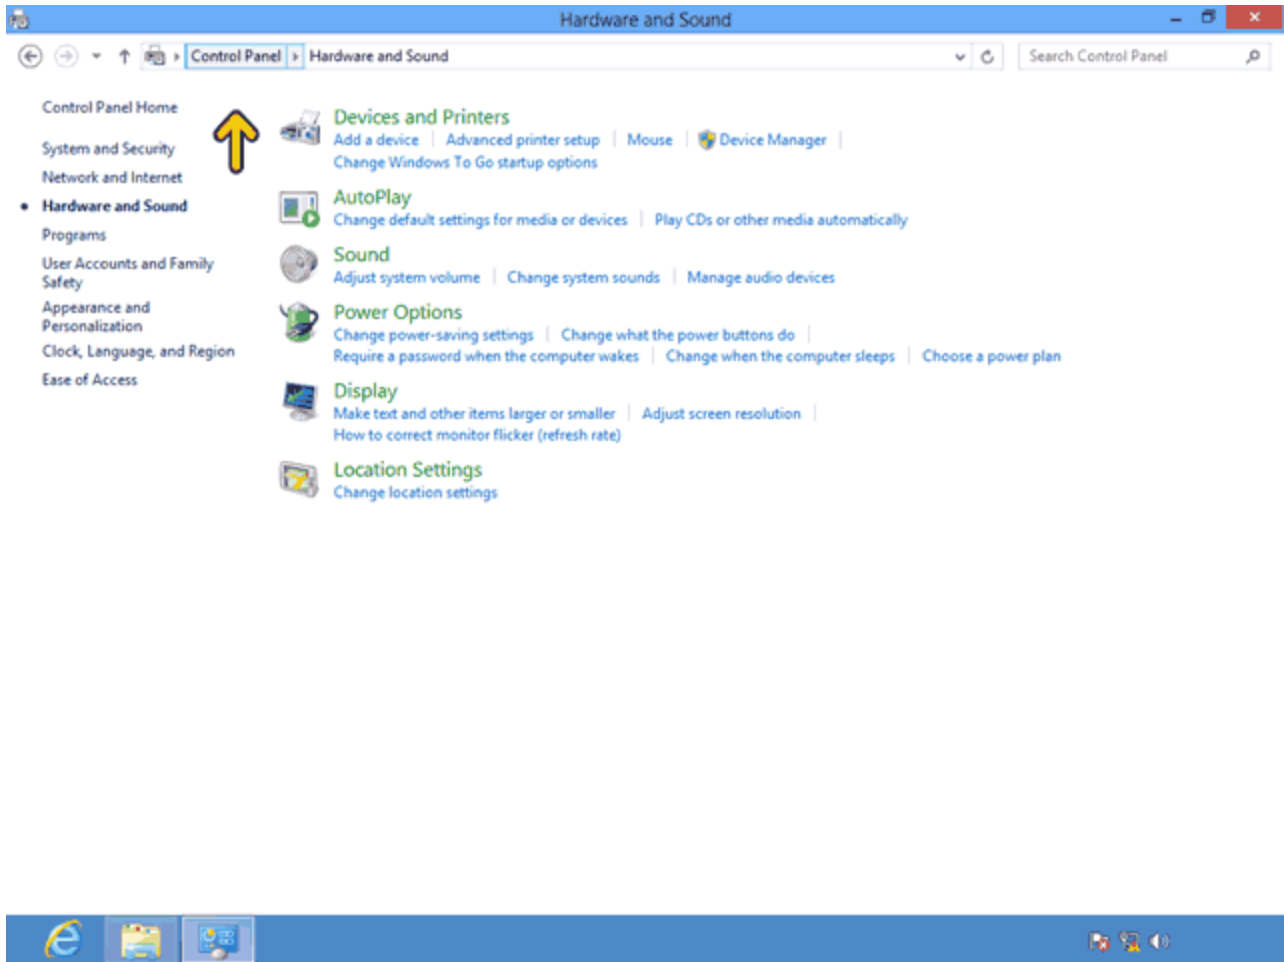 Hardware and Sound
Control Panel Hardware and Sound
Search Control Panel
Control Panel Home
System and Security
Network and Internet
Hardware and Sound
Programs
User Accounts and Family
Safety
Appearance and
Personalization
Clock, Language, and Region
Ease of Access
Devices and Printers
Add a device Advanced printer setup Mouse Device Manager
Change Windows To Go startup options
AutoPlay
Change default settings for media or devices Play CDs or other media automatically
Sound
Adjust system volume Change system sounds Manage audio devices
Power Options
Change power-saving settings Change what the power buttons do
Require a password when the computer wakes Change when the computer sleeps Choose a power plan
Display
Make text and other items larger or smaller Adjust screen resolution
How to correct monitor flicker (refresh rate)
Location Settings
Change location settings